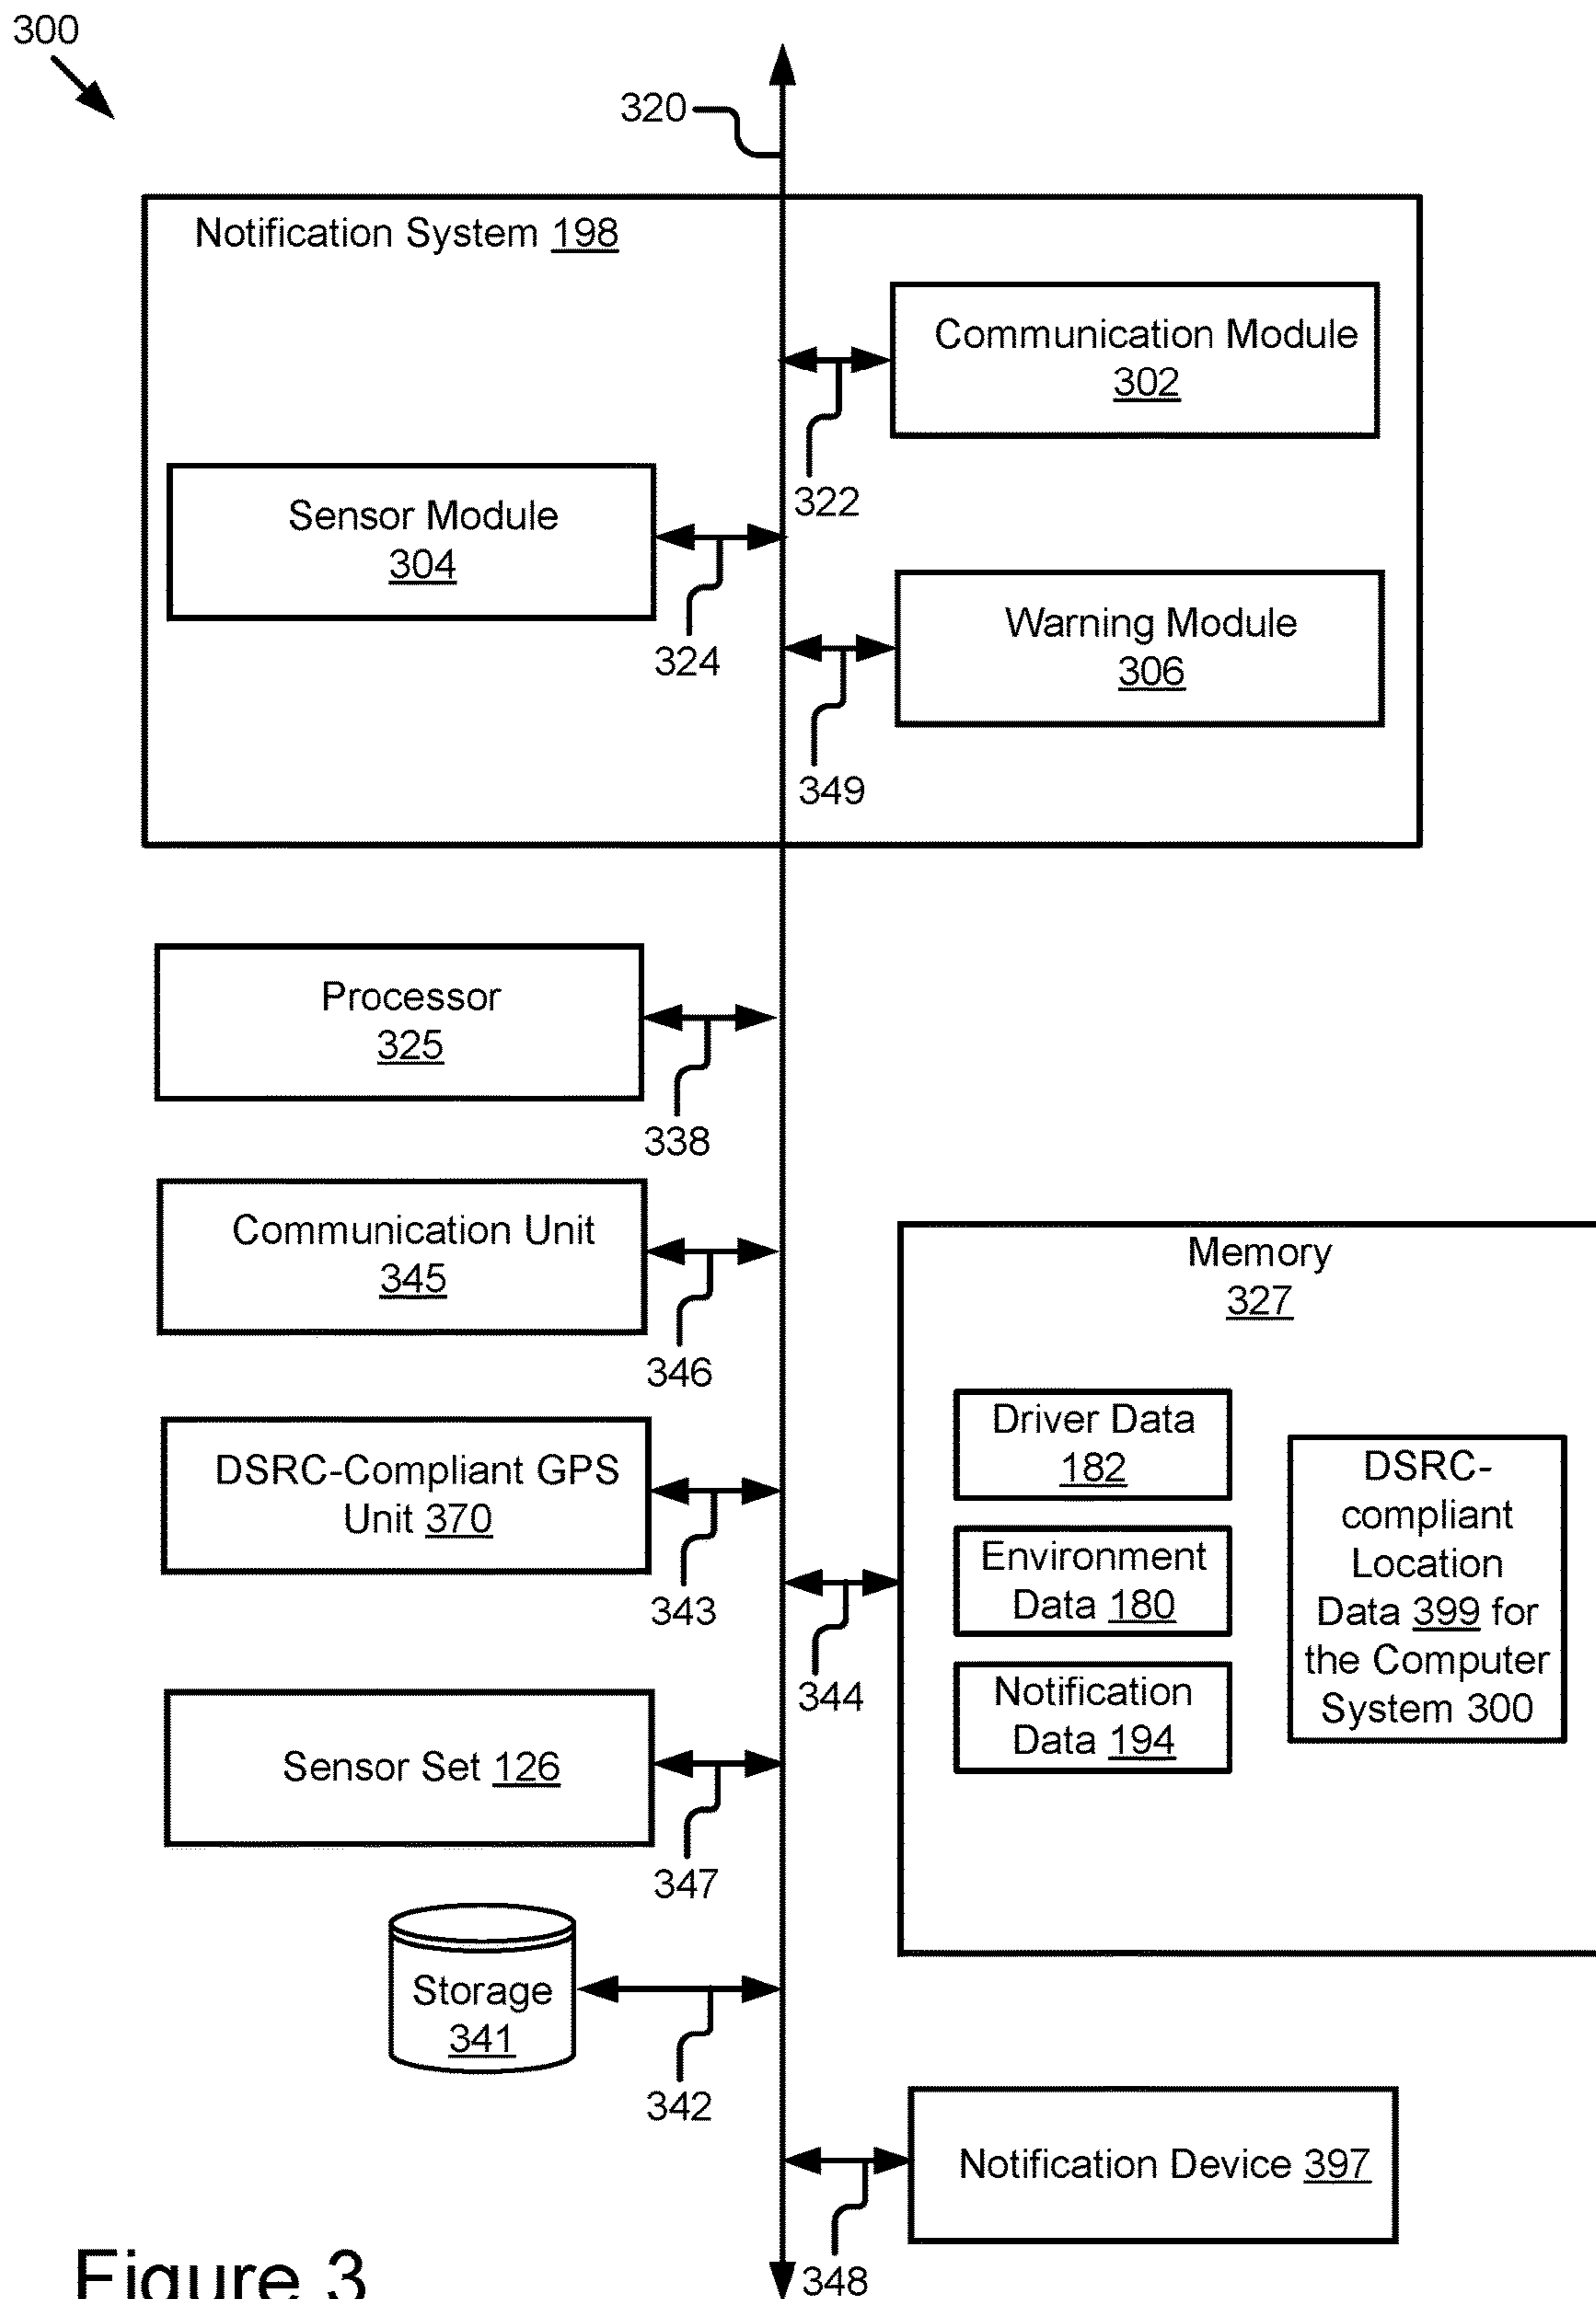 300
320
Notification System 198
Communication Module
302
322
Sensor Module
304
324
Warning Module
306
349
Processor
325
338
Communication Unit
345
346
Memory
327
Driver Data
182
DSRC-
compliant
Location
Data 399 for
the Computer
System 300
DSRC-Compliant GPS
Unit 370
343
Environment
Data 180
344
Notification
Data 194
Sensor Set 126
347
Storage
341
342
Notification Device 397
348
Figure 3